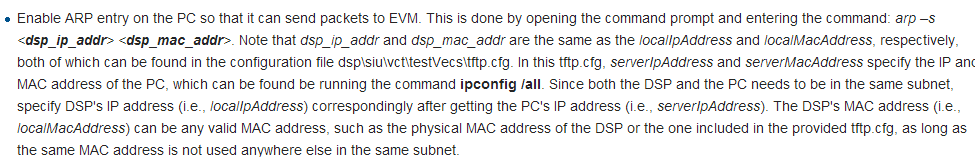 • Enable ARP entry on the PC so that it can send packets to EVM. This is done by opening the command prompt and entering the command: arp –s
<dsp_ip_addr> <dsp_mac_addr>. Note that dsp_ip_addr and dsp_mac_addr are the same as the localIpAddress and localMacAddress, respectively,
both of which can be found in the configuration file dsp\siu\vct\testVecs\tftp.cfg. In this tftp.cfg, serverIpAddress and serverMacAddress specify the IP and
MAC address of the PC, which can be found be running the command ipconfig /all. Since both the DSP and the PC needs to be in the same subnet,
specify DSP's IP address (i.e., localIpAddress) correspondingly after getting the PC's IP address (i.e., serverIpAddress). The DSP's MAC address (i.e.,
localMacAddress) can be any valid MAC address, such as the physical MAC address of the DSP or the one included in the provided tftp.cfg, as long as
the same MAC address is not used anywhere else in the same subnet.